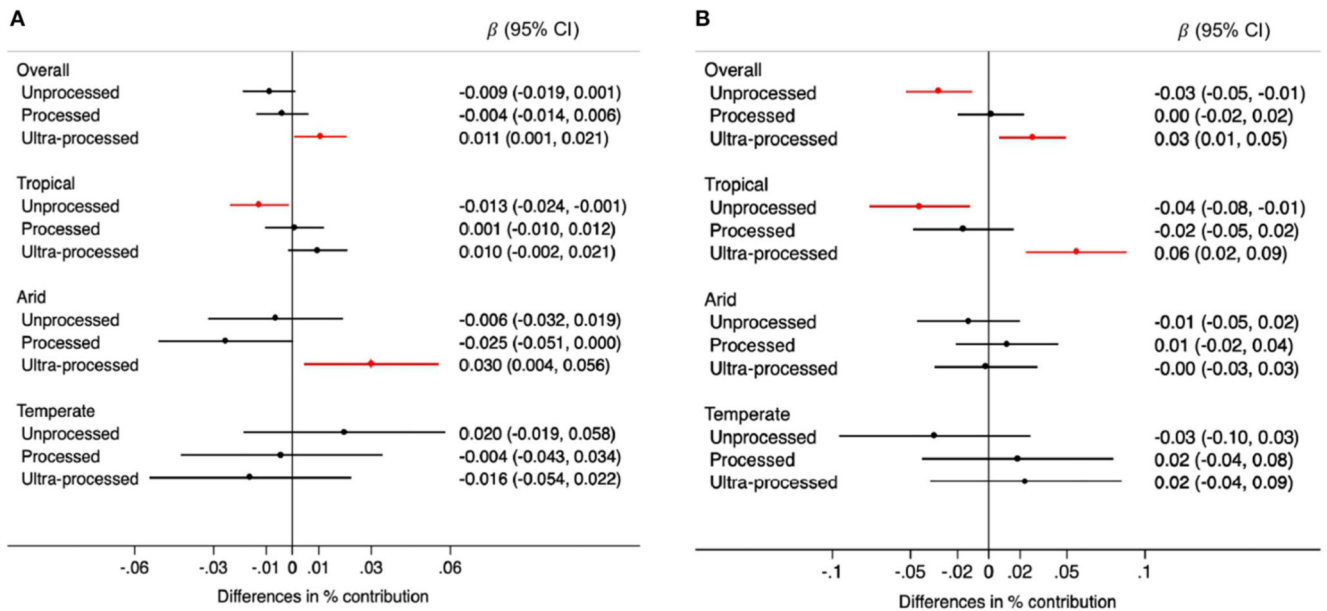 A
β (95% CI)
Overall
Unprocessed -0.009 (-0.019, 0.001)
Processed -0.004 (-0.014, 0.006)
Ultra-processed 0.011 (0.001, 0.021)
Tropical
Unprocessed -0.013 (-0.024, -0.001)
Processed 0.001 (-0.010, 0.012)
Ultra-processed 0.010 (-0.002, 0.021)
Arid
Unprocessed -0.006 (-0.032, 0.019)
Processed -0.025 (-0.051, 0.000)
Ultra-processed 0.030 (0.004, 0.056)
Temperate
Unprocessed 0.020 (-0.019, 0.058)
Processed -0.004 (-0.043, 0.034)
Ultra-processed -0.016 (-0.054, 0.022)
-.06 -.03 -.01 0 .01 .03 .06
Differences in % contribution
B
β (95% CI)
Overall
Unprocessed -0.03 (-0.05, -0.01)
Processed 0.00 (-0.02, 0.02)
Ultra-processed 0.03 (0.01, 0.05)
Tropical
Unprocessed -0.04 (-0.08, -0.01)
Processed -0.02 (-0.05, 0.02)
Ultra-processed 0.06 (0.02, 0.09)
Arid
Unprocessed -0.01 (-0.05, 0.02)
Processed 0.01 (-0.02, 0.04)
Ultra-processed -0.00 (-0.03, 0.03)
Temperate
Unprocessed -0.03 (-0.10, 0.03)
Processed 0.02 (-0.04, 0.08)
Ultra-processed 0.02 (-0.04, 0.09)
-.1 -.05 -.02 0 .02 .05 .1
Differences in % contribution